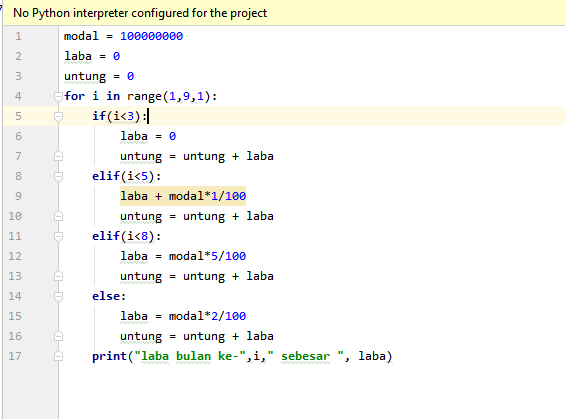 No Python interpreter configured for the project
1 modal = 100000000
2 laba = 0
3 untung = 0
4 for i in range(1,9,1):
5     if(i<3):
6         laba = 0
7         untung = untung + laba
8     elif(i<5):
9         laba + modal*1/100
10         untung = untung + laba
11     elif(i<8):
12         laba = modal*5/100
13         untung = untung + laba
14     else:
15         laba = modal*2/100
16         untung = untung + laba
17     print("laba bulan ke-",i," sebesar ", laba)